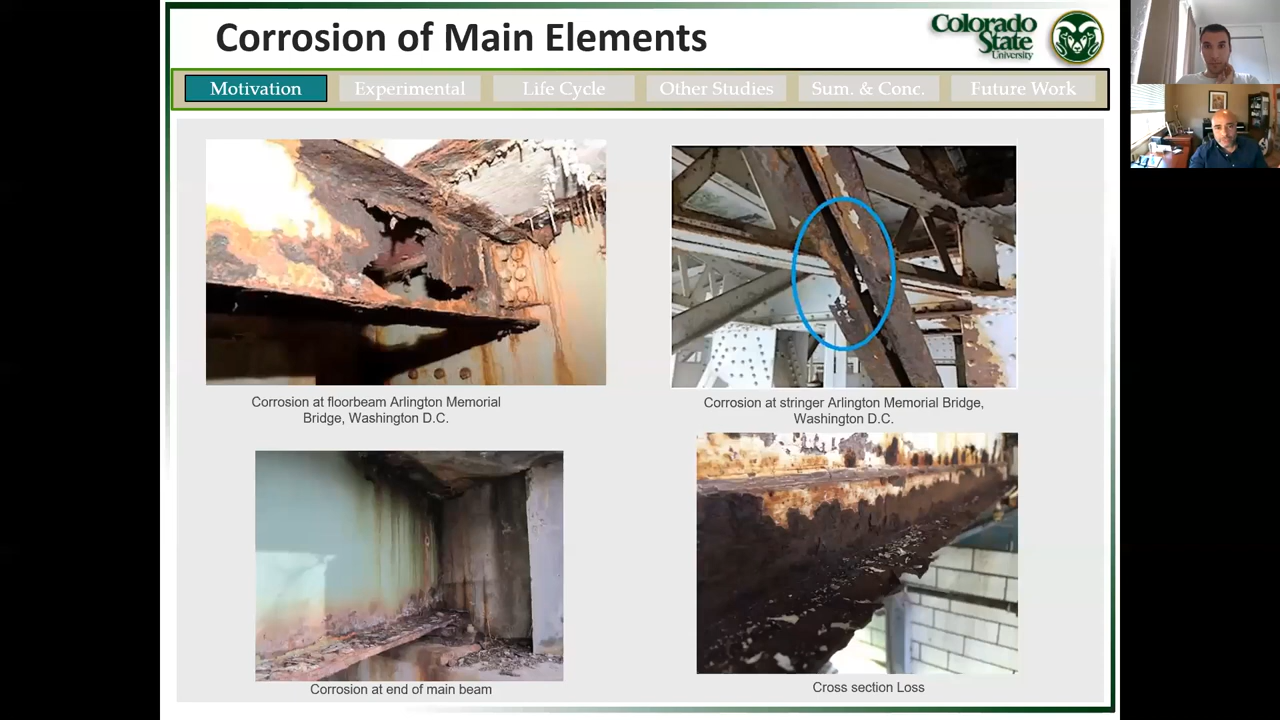 Corrosion of Main Elements
Colorado
State
University
Motivation
Experimental
Life Cycle
Other Studies
Sum. & Conc.
Future Work
Corrosion at floorbeam Arlington Memorial
Bridge, Washington D.C.
Corrosion at stringer Arlington Memorial Bridge,
Washington D.C.
Corrosion at end of main beam
Cross section Loss